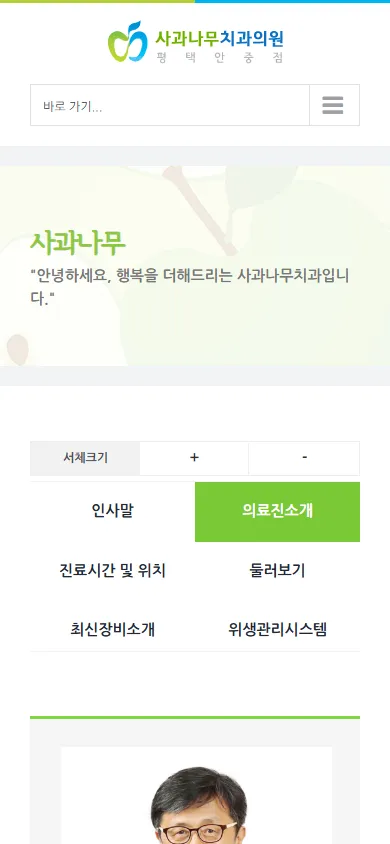 사과나무치과의원
평택안중점
바로 가기...
사과나무
"안녕하세요, 행복을 더해드리는 사과나무치과입니
다."
서체크기 + -
인사말 의료진소개
진료시간 및 위치 둘러보기
최신장비소개 위생관리시스템